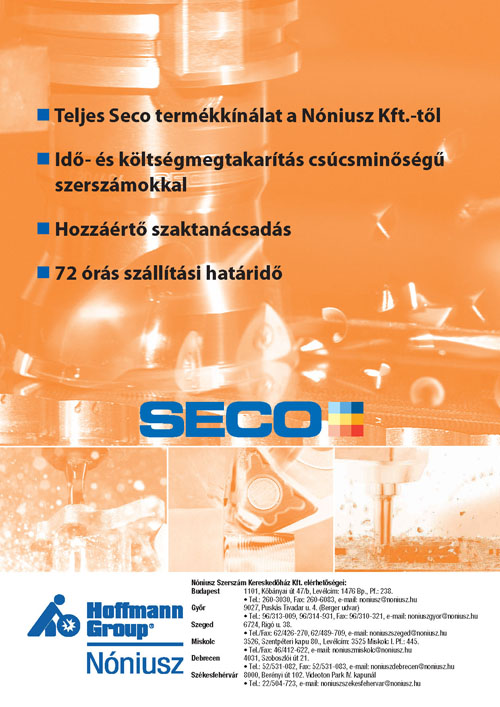 Teljes Seco termékkínálat a Nóniusz Kft.-től
Idő- és költségmegtakarítás csúcsminőségű
szerszámokkal
Hozzáértő szaktanácsadás
72 órás szállítási határidő
SECO
Hoffmann
Group®
Nóniusz
Nóniusz Szerszám Kereskedőház Kft. elérhetőségei:
Budapest 1101, Kőbányai út 47/b, Levélcím: 1476 Bp., Pf.: 238.
• Tel.: 260-3030, Fax: 260-6083, e-mail: noniusz@noniusz.hu
Győr 9027, Puskás Tivadar u. 4. (Berger udvar)
• Tel.: 96/313-009, 96/314-931, Fax: 96/310-321, e-mail: noniuszgyor@noniusz.hu
Szeged 6724, Rigó u. 38.
• Tel./Fax: 62/426-270, 62/489-709, e-mail: noniuszszeged@noniusz.hu
Miskolc 3526, Szentpéteri kapu 80., Levélcím: 3525 Miskolc I. Pf.: 445.
• Tel./Fax: 46/412-622, e-mail: noniuszmiskolc@noniusz.hu
Debrecen 4031, Szoboszlói út 21.
• Tel.: 52/531-082, Fax: 52/531-083, e-mail: noniuszdebrecen@noniusz.hu
Székesfehérvár 8000, Berényi út 102. Videoton Park IV. kapunál
• Tel.: 22/504-723, e-mail: noniuszszekesfehervar@noniusz.hu